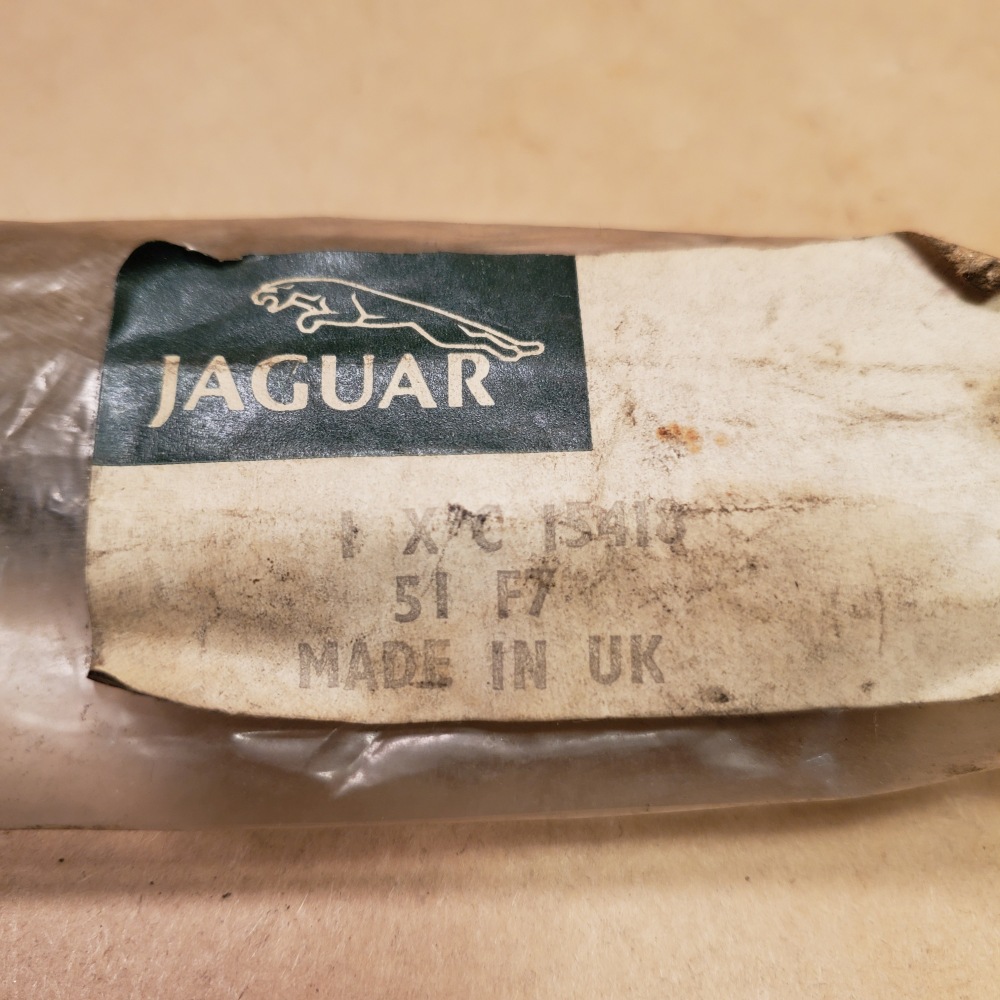 JAGUAR
1 X C 15418
51 F7
MADE IN UK